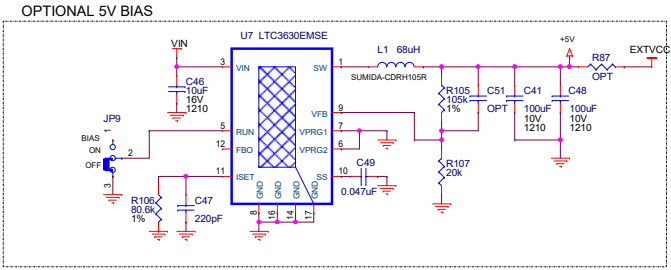 OPTIONAL 5V BIAS
U7 LTC3630EMSE
VIN
+5V
EXTVCC
R87
OPT
L1 68uH
SUMIDA-CDRH105R
3
VIN
SW
1
C46
10uF
16V
1210
R105
105k
1%
C51
OPT
C41
100uF
10V
1210
C48
100uF
10V
1210
VFB
9
JP9
1
BIAS
ON
OFF
2
3
5
RUN
VPRG1
7
12
FBO
VPRG2
6
11
ISET
SS
10
C49
0.047uF
R107
20k
R106
80.6k
1%
C47
220pF
GND
GND
GND
GND
8
16
14
17